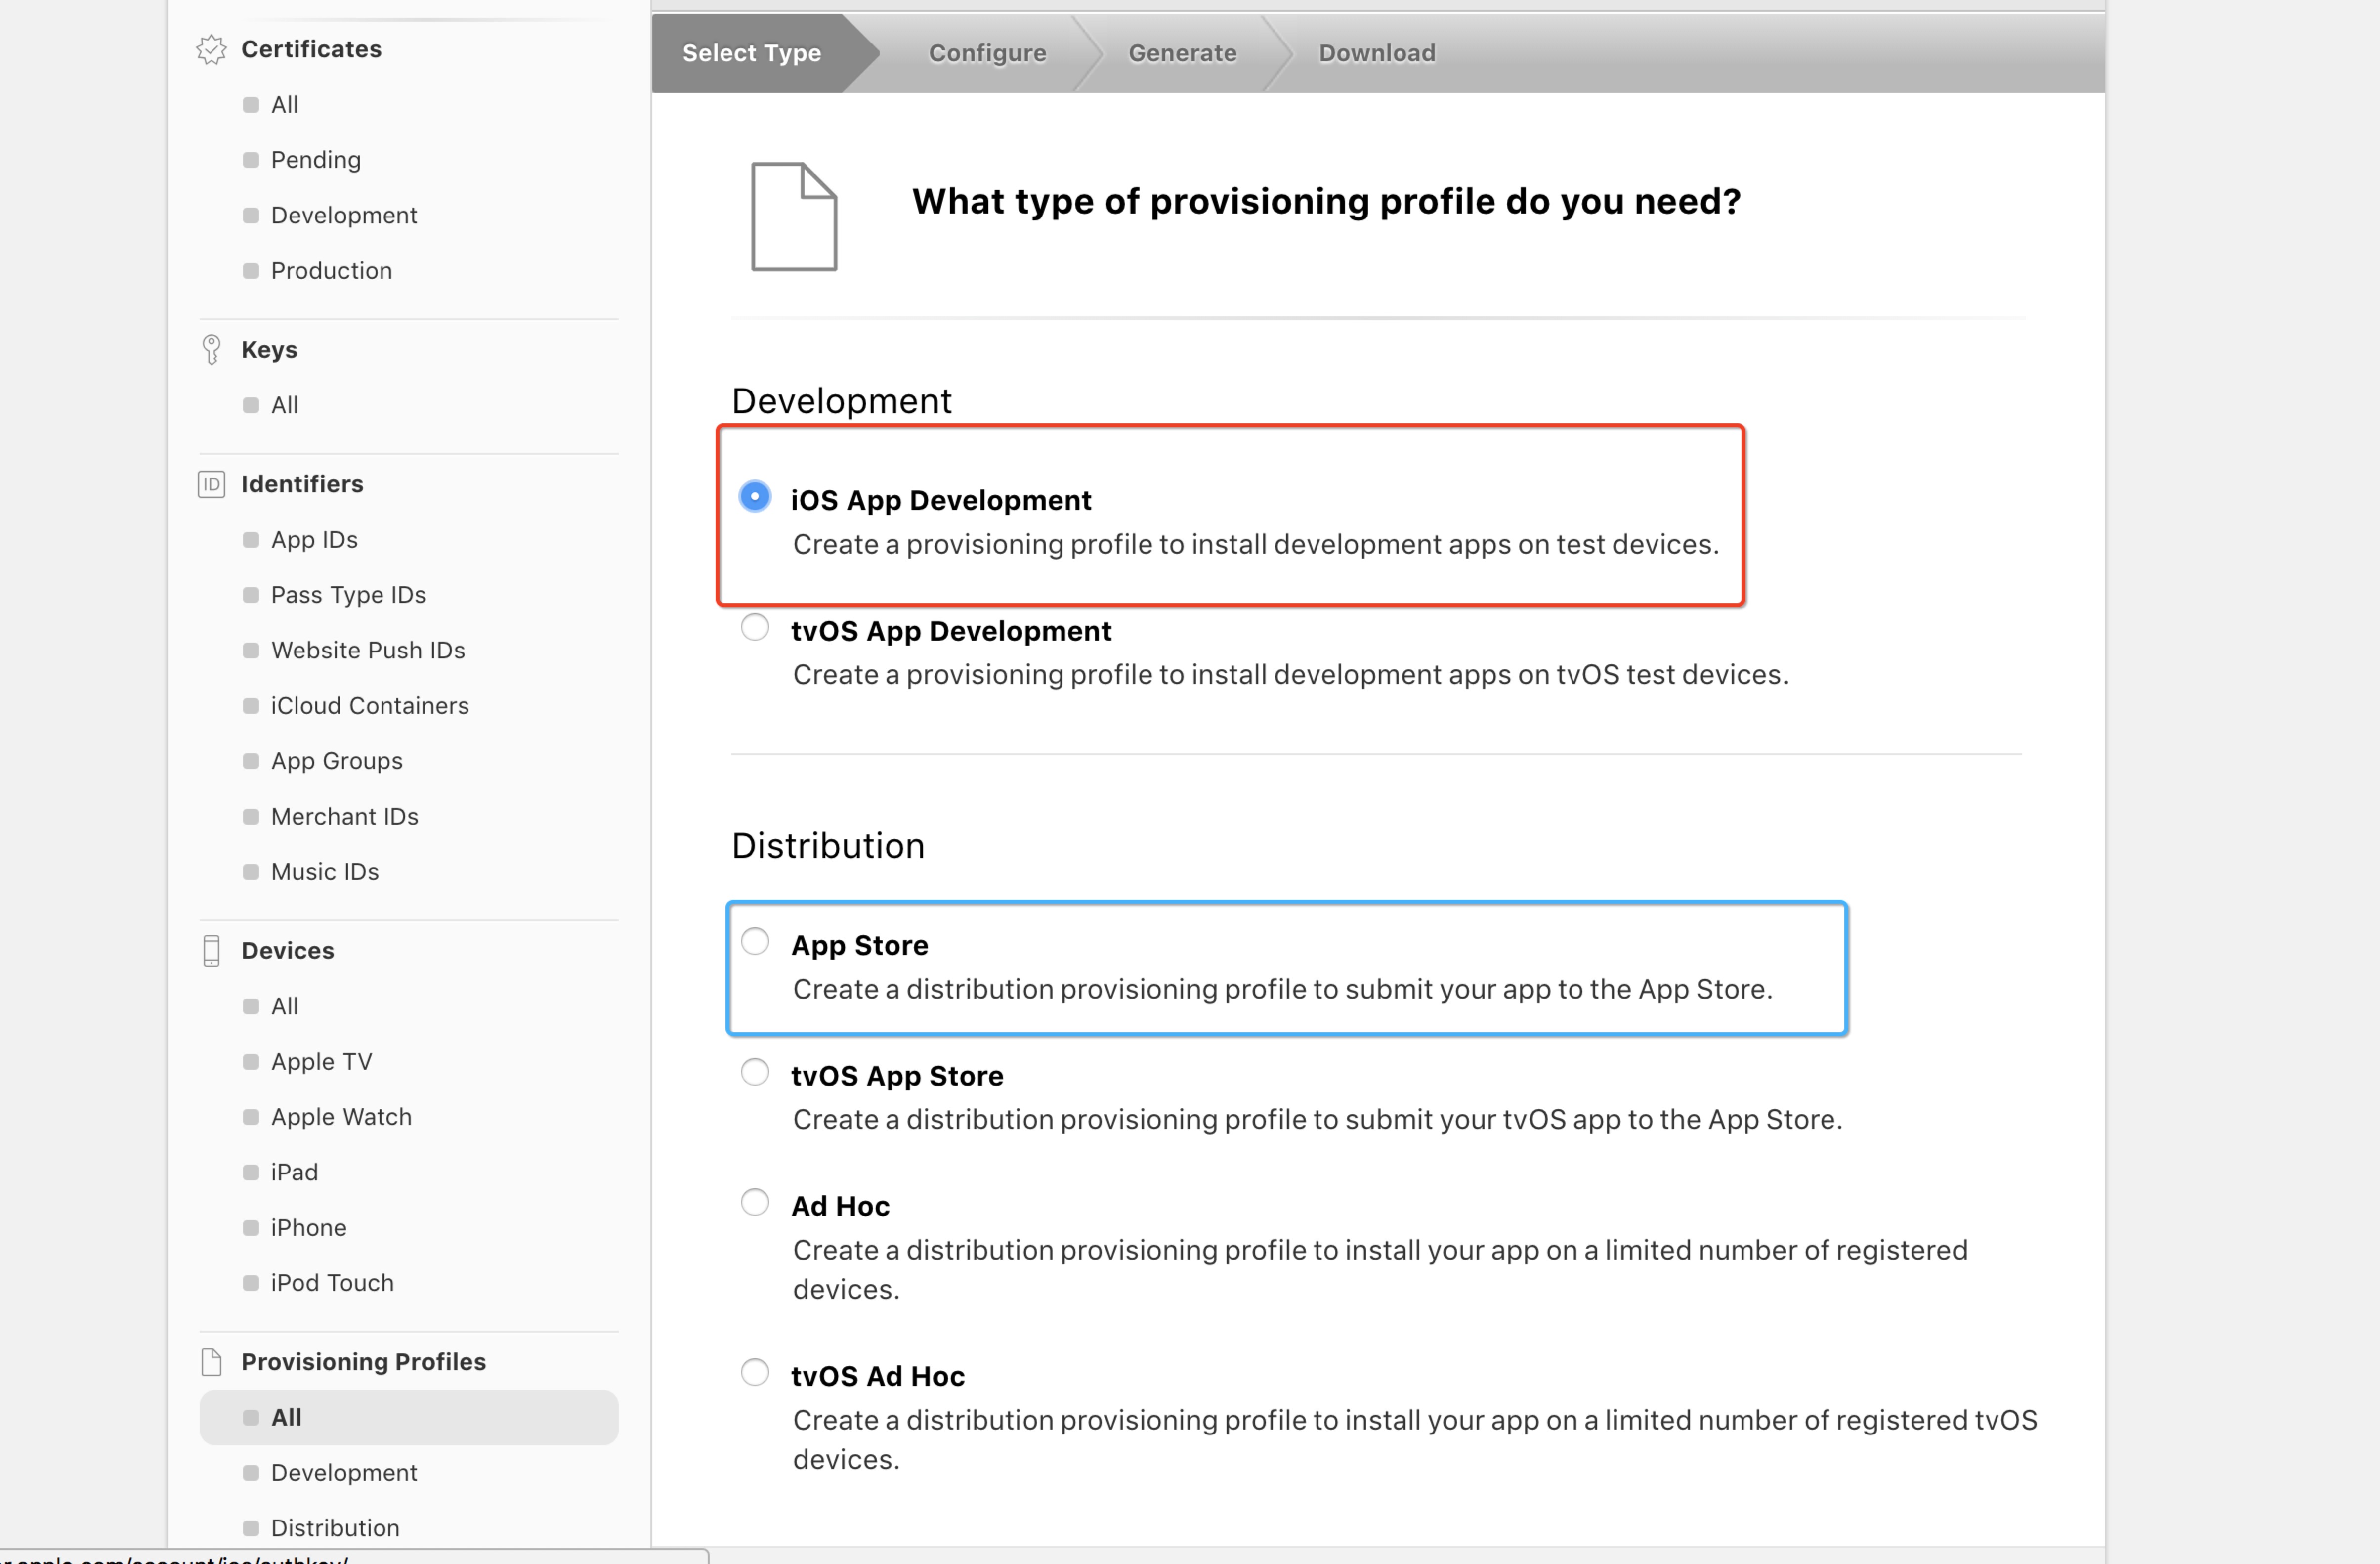 Certificates
All
Pending
Development
Production
Keys
All
ID
Identifiers
App IDs
Pass Type IDs
Website Push IDs
iCloud Containers
App Groups
Merchant IDs
Music IDs
Devices
All
Apple TV
Apple Watch
iPad
iPhone
iPod Touch
Provisioning Profiles
All
Development
Distribution
Select Type
Configure
Generate
Download
What type of provisioning profile do you need?
Development
iOS App Development
Create a provisioning profile to install development apps on test devices.
tvOS App Development
Create a provisioning profile to install development apps on tvOS test devices.
Distribution
App Store
Create a distribution provisioning profile to submit your app to the App Store.
tvOS App Store
Create a distribution provisioning profile to submit your tvOS app to the App Store.
Ad Hoc
Create a distribution provisioning profile to install your app on a limited number of registered
devices.
tvOS Ad Hoc
Create a distribution provisioning profile to install your app on a limited number of registered tvOS
devices.